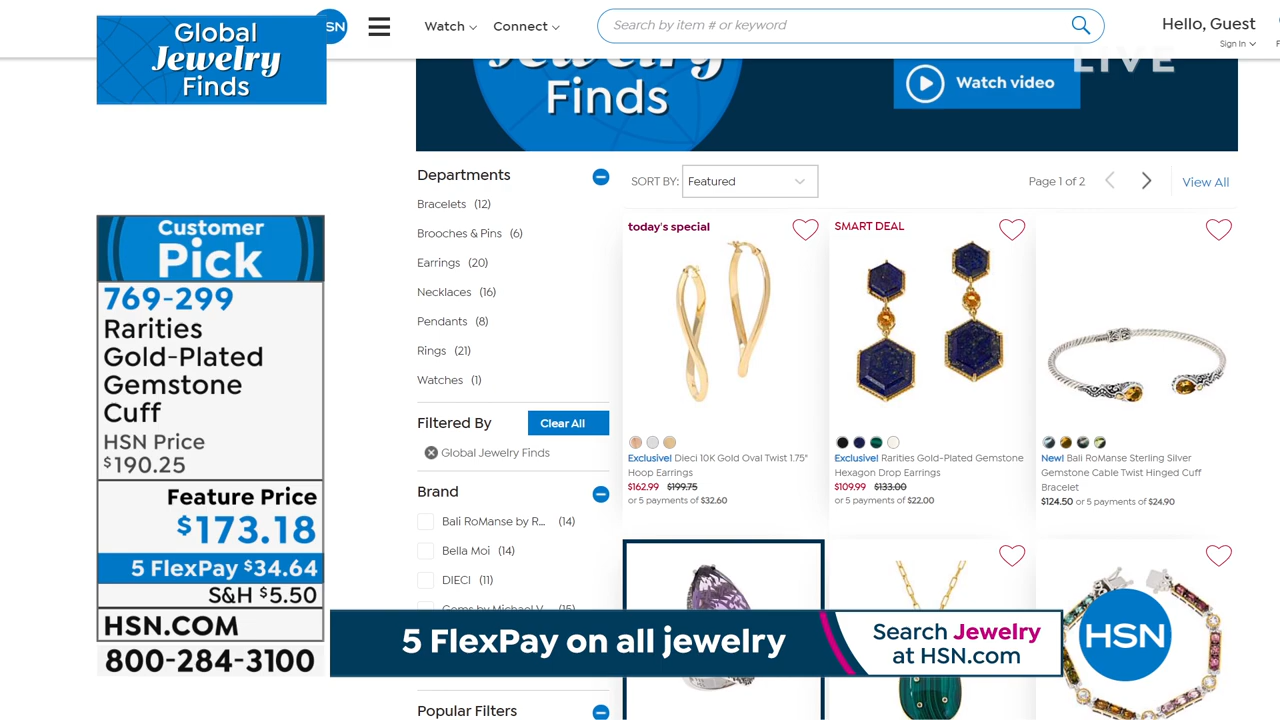 Global
Jewelry
Finds
SN
Watch
Connect
Search by item # or keyword
Hello, Guest
Sign In
LIVE
Jewelry
Finds
Watch video
Departments
Bracelets (12)
Brooches & Pins (6)
Earrings (20)
Necklaces (16)
Pendants (8)
Rings (21)
Watches (1)
Filtered By
Clear All
Global Jewelry Finds
Brand
Bali RoManse by R... (14)
Bella Moi (14)
DIECI (11)
Popular Filters
SORT BY: Featured
Page 1 of 2
View All
today's special
Exclusive! Dieci 10K Gold Oval Twist 1.75"
Hoop Earrings
$162.99 $199.75
or 5 payments of $32.60
SMART DEAL
Exclusive! Rarities Gold-Plated Gemstone
Hexagon Drop Earrings
$109.99 $133.00
or 5 payments of $22.00
New! Bali RoManse Sterling Silver
Gemstone Cable Twist Hinged Cuff
Bracelet
$124.50 or 5 payments of $24.90
Customer
Pick
769-299
Rarities
Gold-Plated
Gemstone
Cuff
HSN Price
$190.25
Feature Price
$173.18
5 FlexPay $34.64
S&H $5.50
HSN.COM
800-284-3100
5 FlexPay on all jewelry
Search Jewelry
at HSN.com
HSN